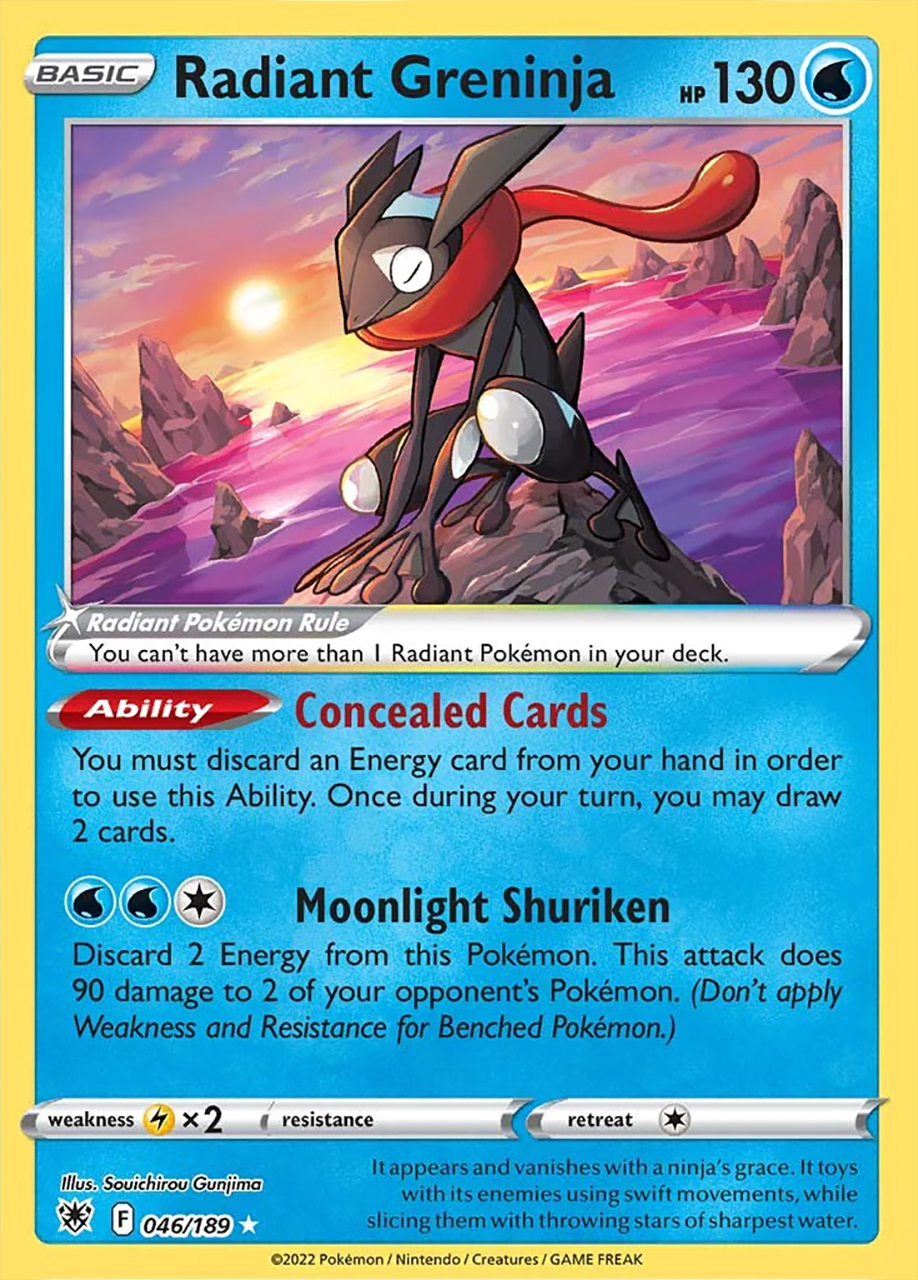 BASIC Radiant Greninja HP 130
Radiant Pokémon Rule
You can't have more than 1 Radiant Pokémon in your deck.
Ability Concealed Cards
You must discard an Energy card from your hand in order
to use this Ability. Once during your turn, you may draw
2 cards.
Moonlight Shuriken
Discard 2 Energy from this Pokémon. This attack does
90 damage to 2 of your opponent's Pokémon. (Don't apply
Weakness and Resistance for Benched Pokémon.)
weakness ×2 resistance retreat
Illus. Souichirou Gunjima
F 046/189
It appears and vanishes with a ninja's grace. It toys
with its enemies using swift movements, while
slicing them with throwing stars of sharpest water.
©2022 Pokémon / Nintendo / Creatures / GAME FREAK